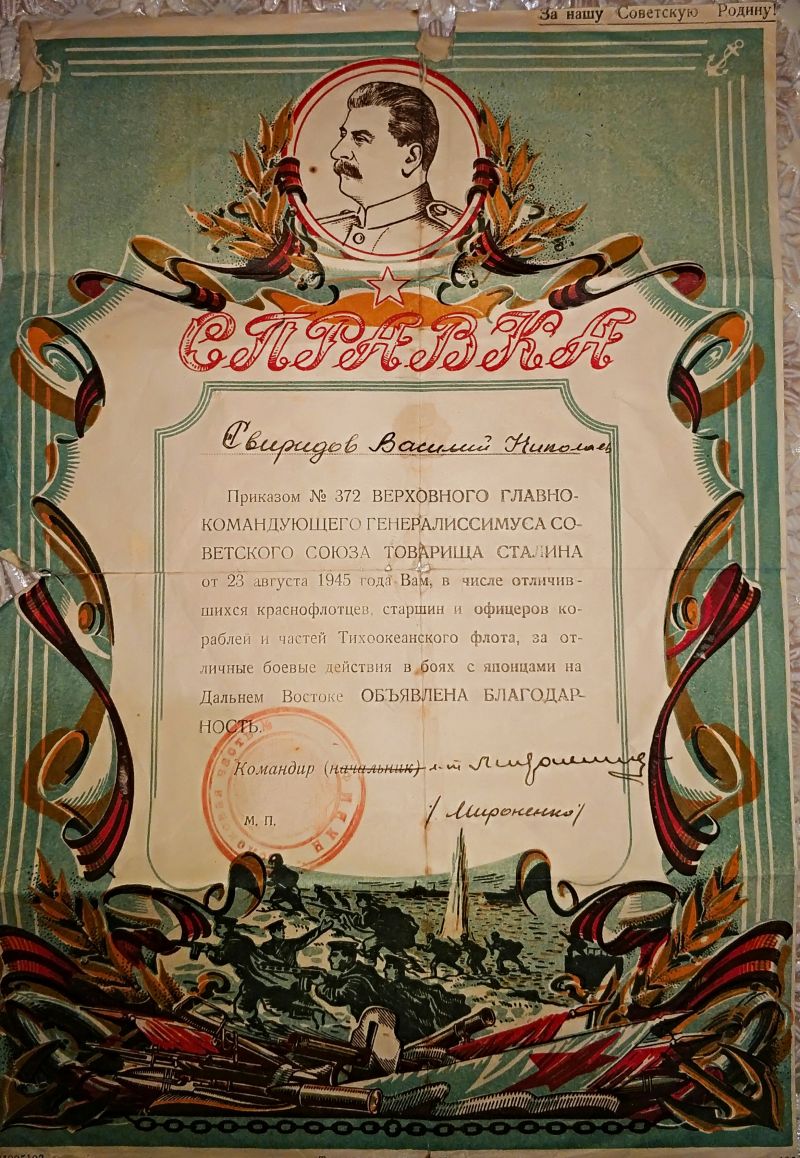 За нашу Советскую Родину!
СПРАВКА
Свиридов Василий Николаев
Приказом № 372 ВЕРХОВНОГО ГЛАВНО-
КОМАНДУЮЩЕГО ГЕНЕРАЛИССИМУСА СО-
ВЕТСКОГО СОЮЗА ТОВАРИЩА СТАЛИНА
от 23 августа 1945 года Вам, в числе отличив-
шихся краснофлотцев, старшин и офицеров ко-
раблей и частей Тихоокеанского флота, за от-
личные боевые действия в боях с японцами на
Дальнем Востоке ОБЪЯВЛЕНА БЛАГОДАР-
НОСТЬ.
Командир (начальник) л-т
/Мироненко/
М. П.
часть